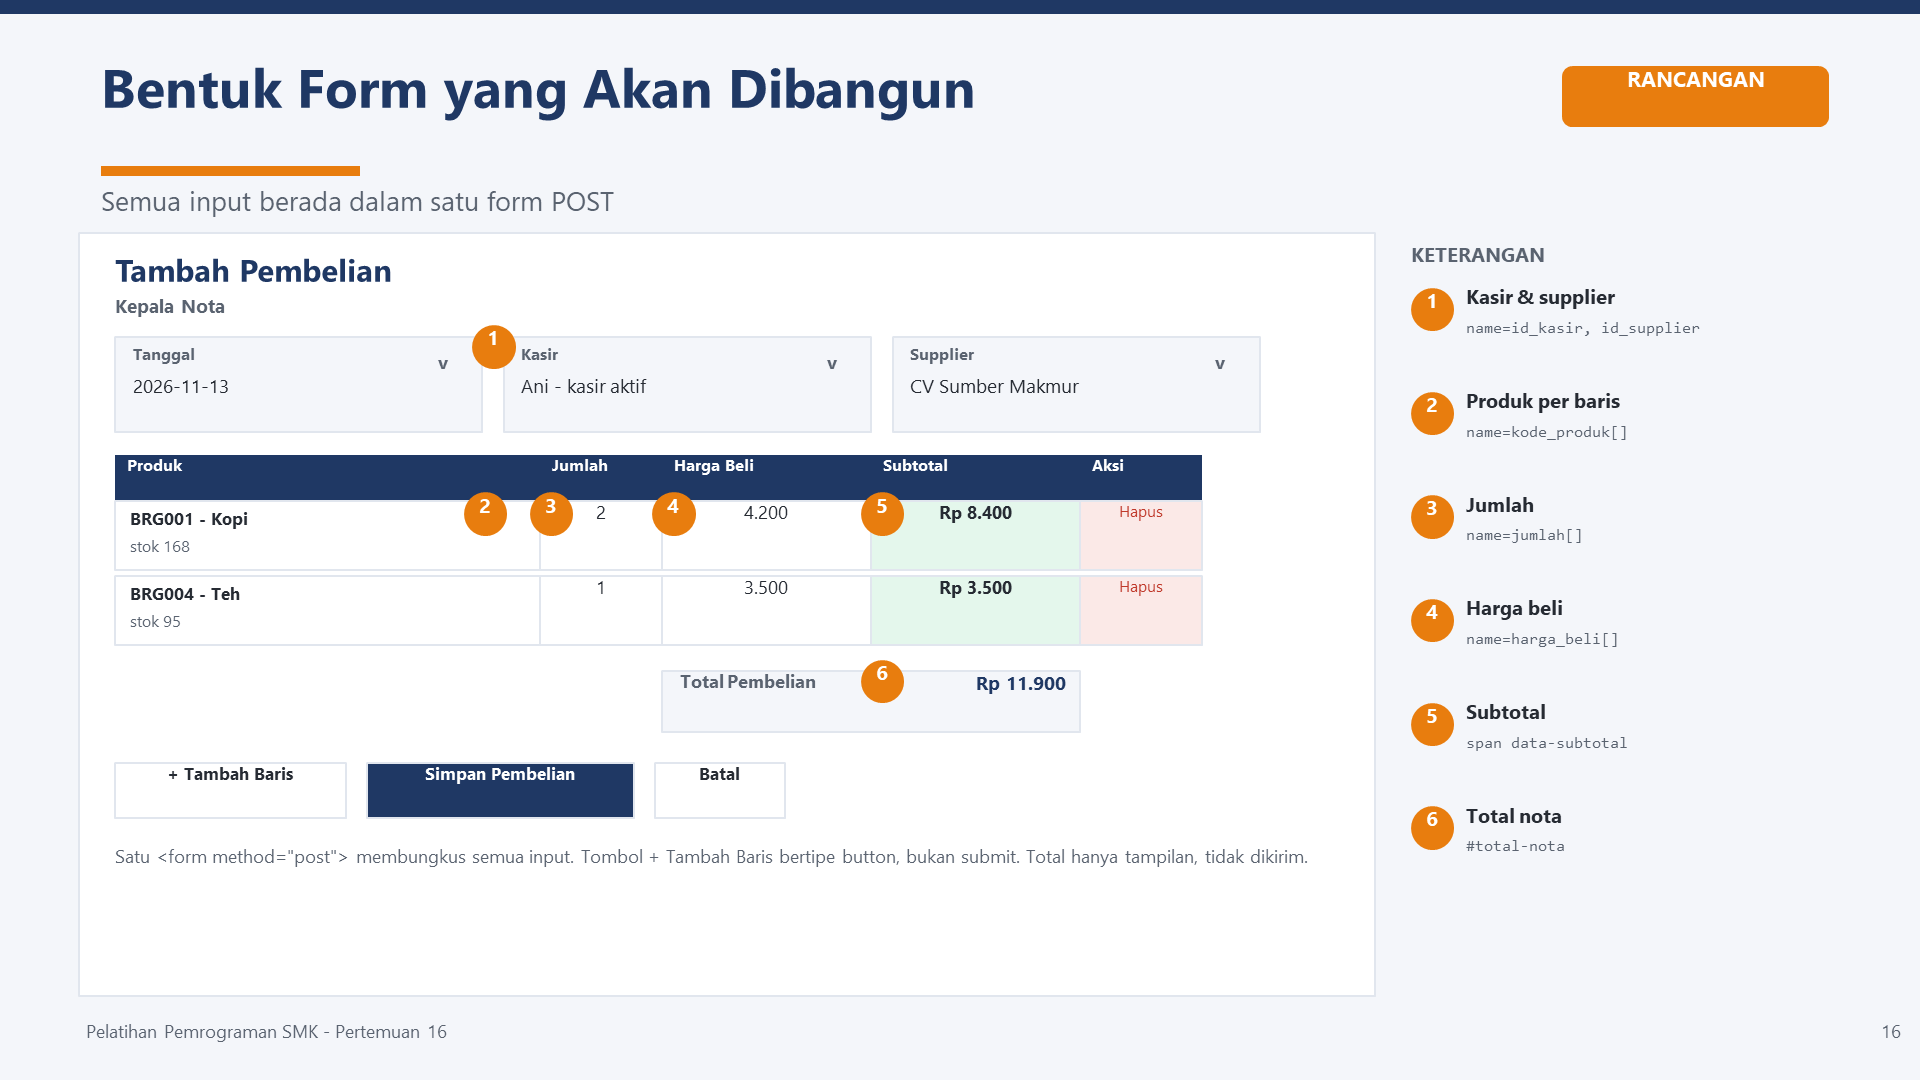 Bentuk Form yang Akan Dibangun
RANCANGAN
Semua input berada dalam satu form POST
Tambah Pembelian
Kepala Nota
Tanggal v
2026-11-13
1
Kasir v
Ani - kasir aktif
Supplier v
CV Sumber Makmur
Produk Jumlah Harga Beli Subtotal Aksi
BRG001 - Kopi 2 3 2 4 4.200 5 Rp 8.400 Hapus
stok 168
BRG004 - Teh 1 3.500 Rp 3.500 Hapus
stok 95
Total Pembelian 6 Rp 11.900
+ Tambah Baris Simpan Pembelian Batal
Satu <form method="post"> membungkus semua input. Tombol + Tambah Baris bertipe button, bukan submit. Total hanya tampilan, tidak dikirim.
KETERANGAN
1 Kasir & supplier
name=id_kasir, id_supplier
2 Produk per baris
name=kode_produk[]
3 Jumlah
name=jumlah[]
4 Harga beli
name=harga_beli[]
5 Subtotal
span data-subtotal
6 Total nota
#total-nota
Pelatihan Pemrograman SMK - Pertemuan 16
16